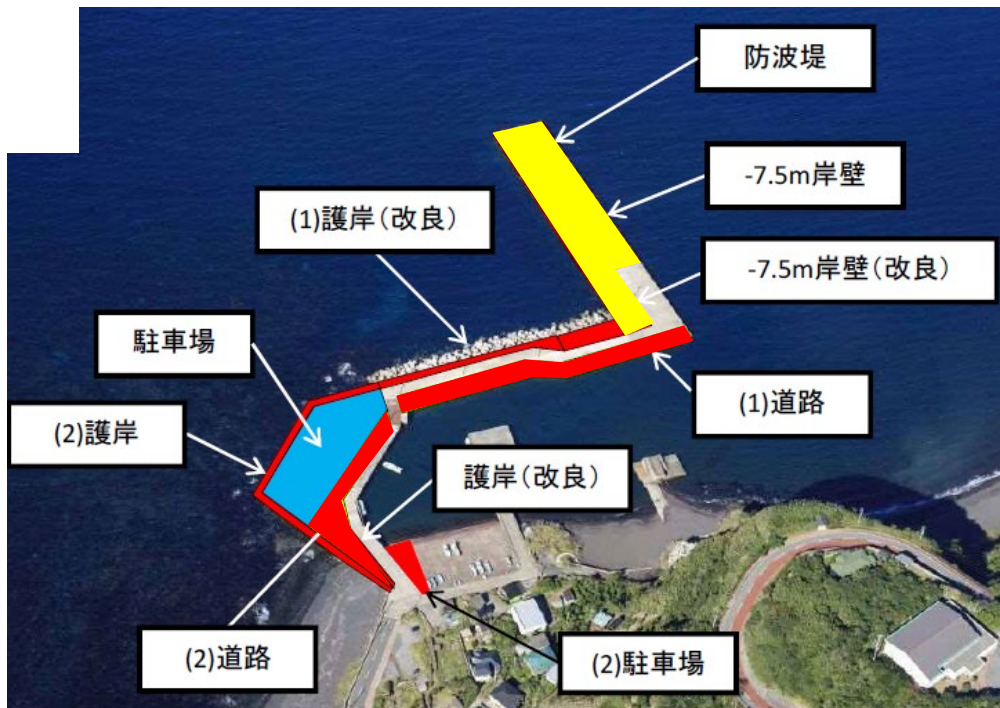 防波堤
-7.5m岸壁
(1)護岸(改良)
-7.5m岸壁(改良)
駐車場
(1)道路
(2)護岸
護岸(改良)
(2)道路
(2)駐車場